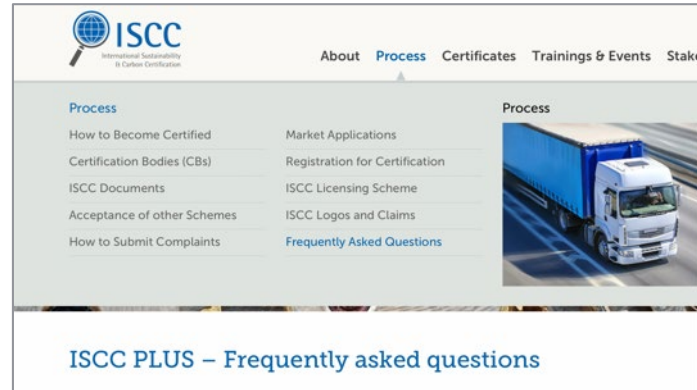 ISCC
International Sustainability
& Carbon Certification
About Process Certificates Trainings & Events Stake
Process
How to Become Certified
Certification Bodies (CBs)
ISCC Documents
Acceptance of other Schemes
How to Submit Complaints
Market Applications
Registration for Certification
ISCC Licensing Scheme
ISCC Logos and Claims
Frequently Asked Questions
Process
ISCC PLUS – Frequently asked questions